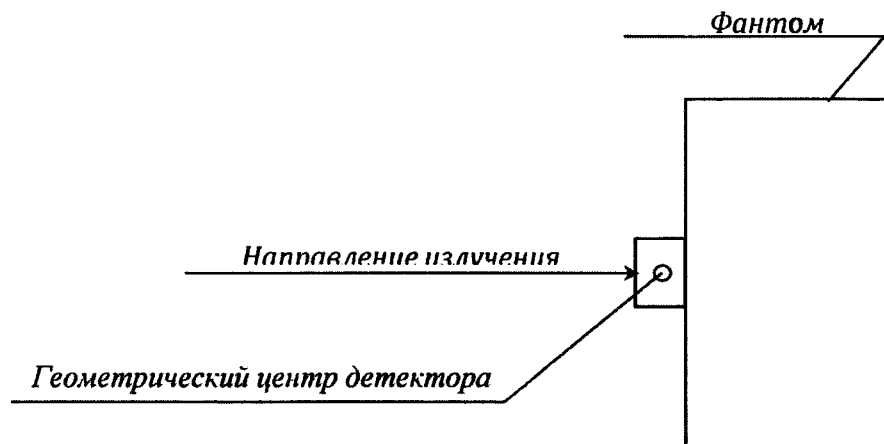 Фантом
Направление излучения
Геометрический центр детектора